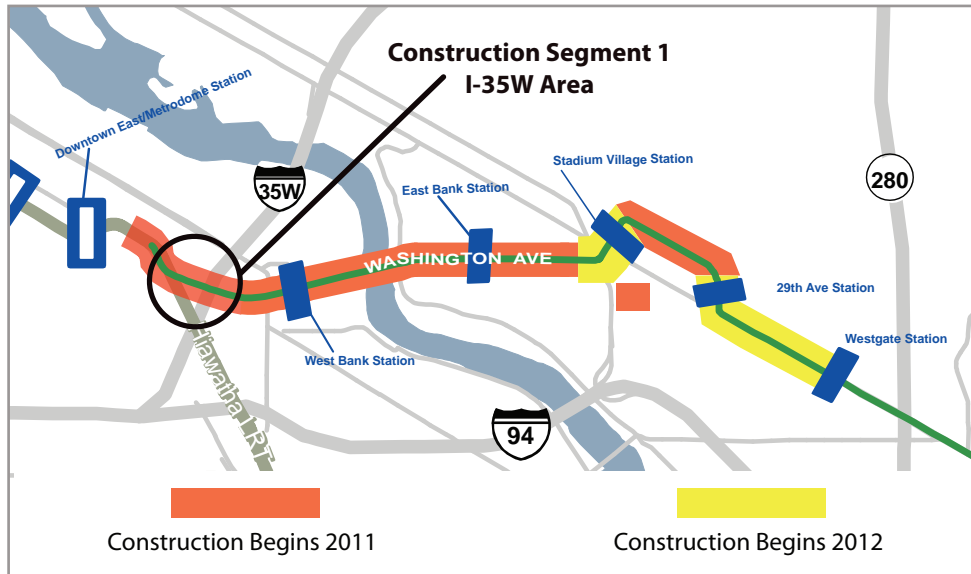 Construction Segment 1
I-35W Area
Downtown East/Metrodome Station
35W
Stadium Village Station
East Bank Station
280
WASHINGTON AVE
29th Ave Station
West Bank Station
Westgate Station
Hiawatha LRT
94
Construction Begins 2011
Construction Begins 2012